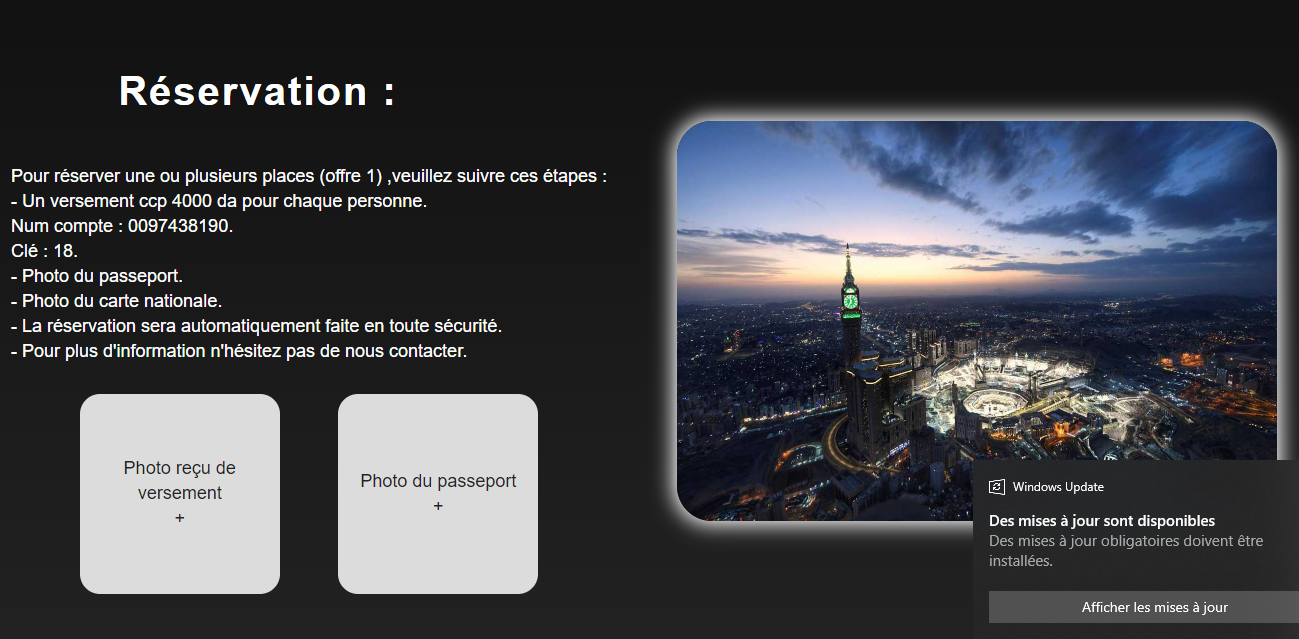 Réservation :
Pour réserver une ou plusieurs places (offre 1) ,veuillez suivre ces étapes :
- Un versement ccp 4000 da pour chaque personne.
Num compte : 0097438190.
Clé : 18.
- Photo du passeport.
- Photo du carte nationale.
- La réservation sera automatiquement faite en toute sécurité.
- Pour plus d'information n'hésitez pas de nous contacter.
Photo reçu de
versement
+
Photo du passeport
+
Windows Update
Des mises à jour sont disponibles
Des mises à jour obligatoires doivent être
installées.
Afficher les mises à jour